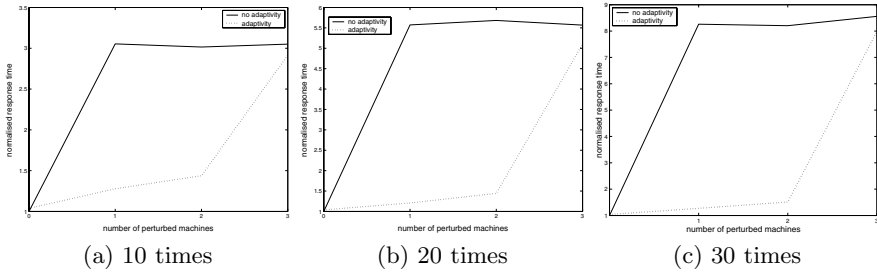 3.5
3
2.5
2
1.5
1
0 1 2 3
normalised response time
number of perturbed machines
no adaptivity
adaptivity
(a) 10 times
6
5.5
5
4.5
4
3.5
3
2.5
2
1.5
1
0 1 2 3
normalised response time
number of perturbed machines
no adaptivity
adaptivity
(b) 20 times
9
8
7
6
5
4
3
2
1
1 2 3
normalised response time
number of perturbed machines
no adaptivity
adaptivity
(c) 30 times